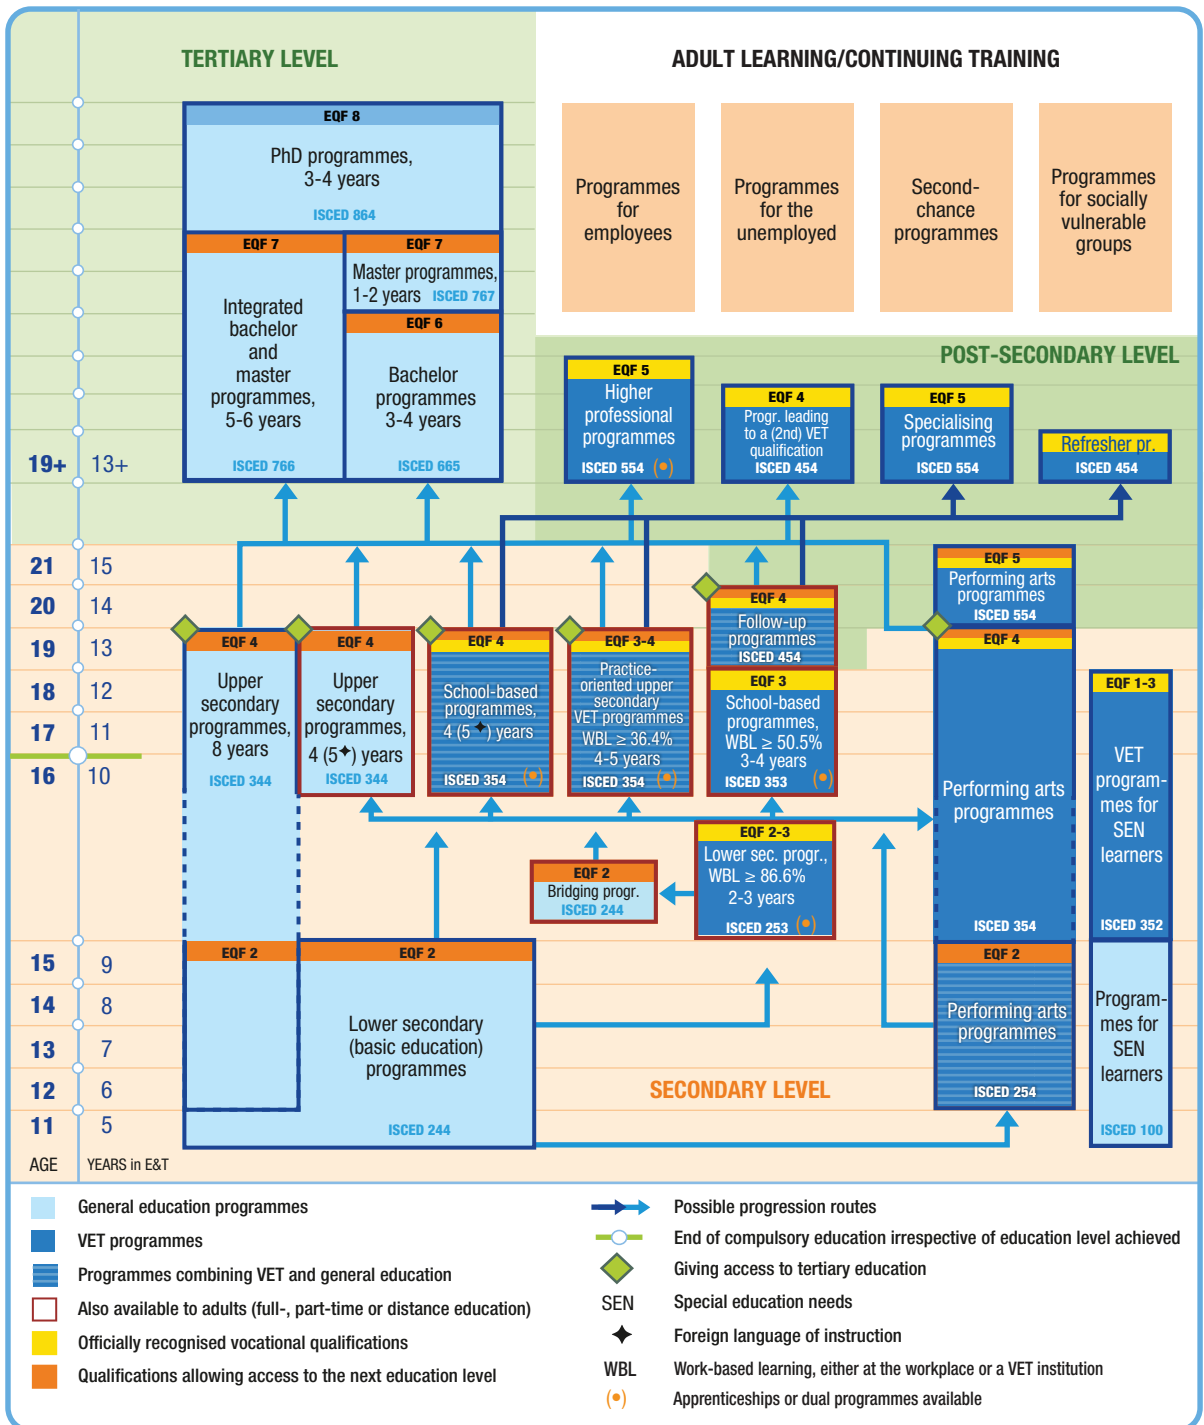 TERTIARY LEVEL
ADULT LEARNING/CONTINUING TRAINING
EQF 8
PhD programmes,
3-4 years
ISCED 864
Programmes
for
employees
Programmes
for the
unemployed
Second-
chance
programmes
Programmes
for socially
vulnerable
groups
EQF 7
Integrated
bachelor
and
master
programmes,
5-6 years
ISCED 766
EQF 7
Master programmes,
1-2 years ISCED 767
EQF 6
Bachelor
programmes
3-4 years
ISCED 665
POST-SECONDARY LEVEL
EQF 5
Higher
professional
programmes
ISCED 554 (•)
EQF 4
Progr. leading
to a (2nd) VET
qualification
ISCED 454
EQF 5
Specialising
programmes
ISCED 554
Refresher pr.
ISCED 454
19+ 13+
21 15
20 14
19 13
18 12
17 11
16 10
15 9
14 8
13 7
12 6
11 5
AGE YEARS in E&T
EQF 4
Upper
secondary
programmes,
8 years
ISCED 344
EQF 4
Upper
secondary
programmes,
4 (5✦) years
ISCED 344
EQF 4
School-based
programmes,
4 (5✦) years
ISCED 354 (•)
EQF 3-4
Practice-
oriented upper
secondary
VET programmes
WBL ≥ 36.4%
4-5 years
ISCED 354 (•)
EQF 4
Follow-up
programmes
ISCED 454
EQF 3
School-based
programmes,
WBL ≥ 50.5%
3-4 years
ISCED 353 (•)
EQF 5
Performing arts
programmes
ISCED 554
EQF 4
Performing arts
programmes
ISCED 354
EQF 1-3
VET
program-
mes for
SEN
learners
ISCED 352
EQF 2-3
Lower sec. progr.,
WBL ≥ 86.6%
2-3 years
ISCED 253 (•)
EQF 2
Bridging progr.
ISCED 244
EQF 2
EQF 2
Lower secondary
(basic education)
programmes
ISCED 244
EQF 2
Performing arts
programmes
ISCED 254
Program-
mes for
SEN
learners
ISCED 100
SECONDARY LEVEL
General education programmes
VET programmes
Programmes combining VET and general education
Also available to adults (full-, part-time or distance education)
Officially recognised vocational qualifications
Qualifications allowing access to the next education level
Possible progression routes
End of compulsory education irrespective of education level achieved
Giving access to tertiary education
SEN Special education needs
✦ Foreign language of instruction
WBL Work-based learning, either at the workplace or a VET institution
(•) Apprenticeships or dual programmes available